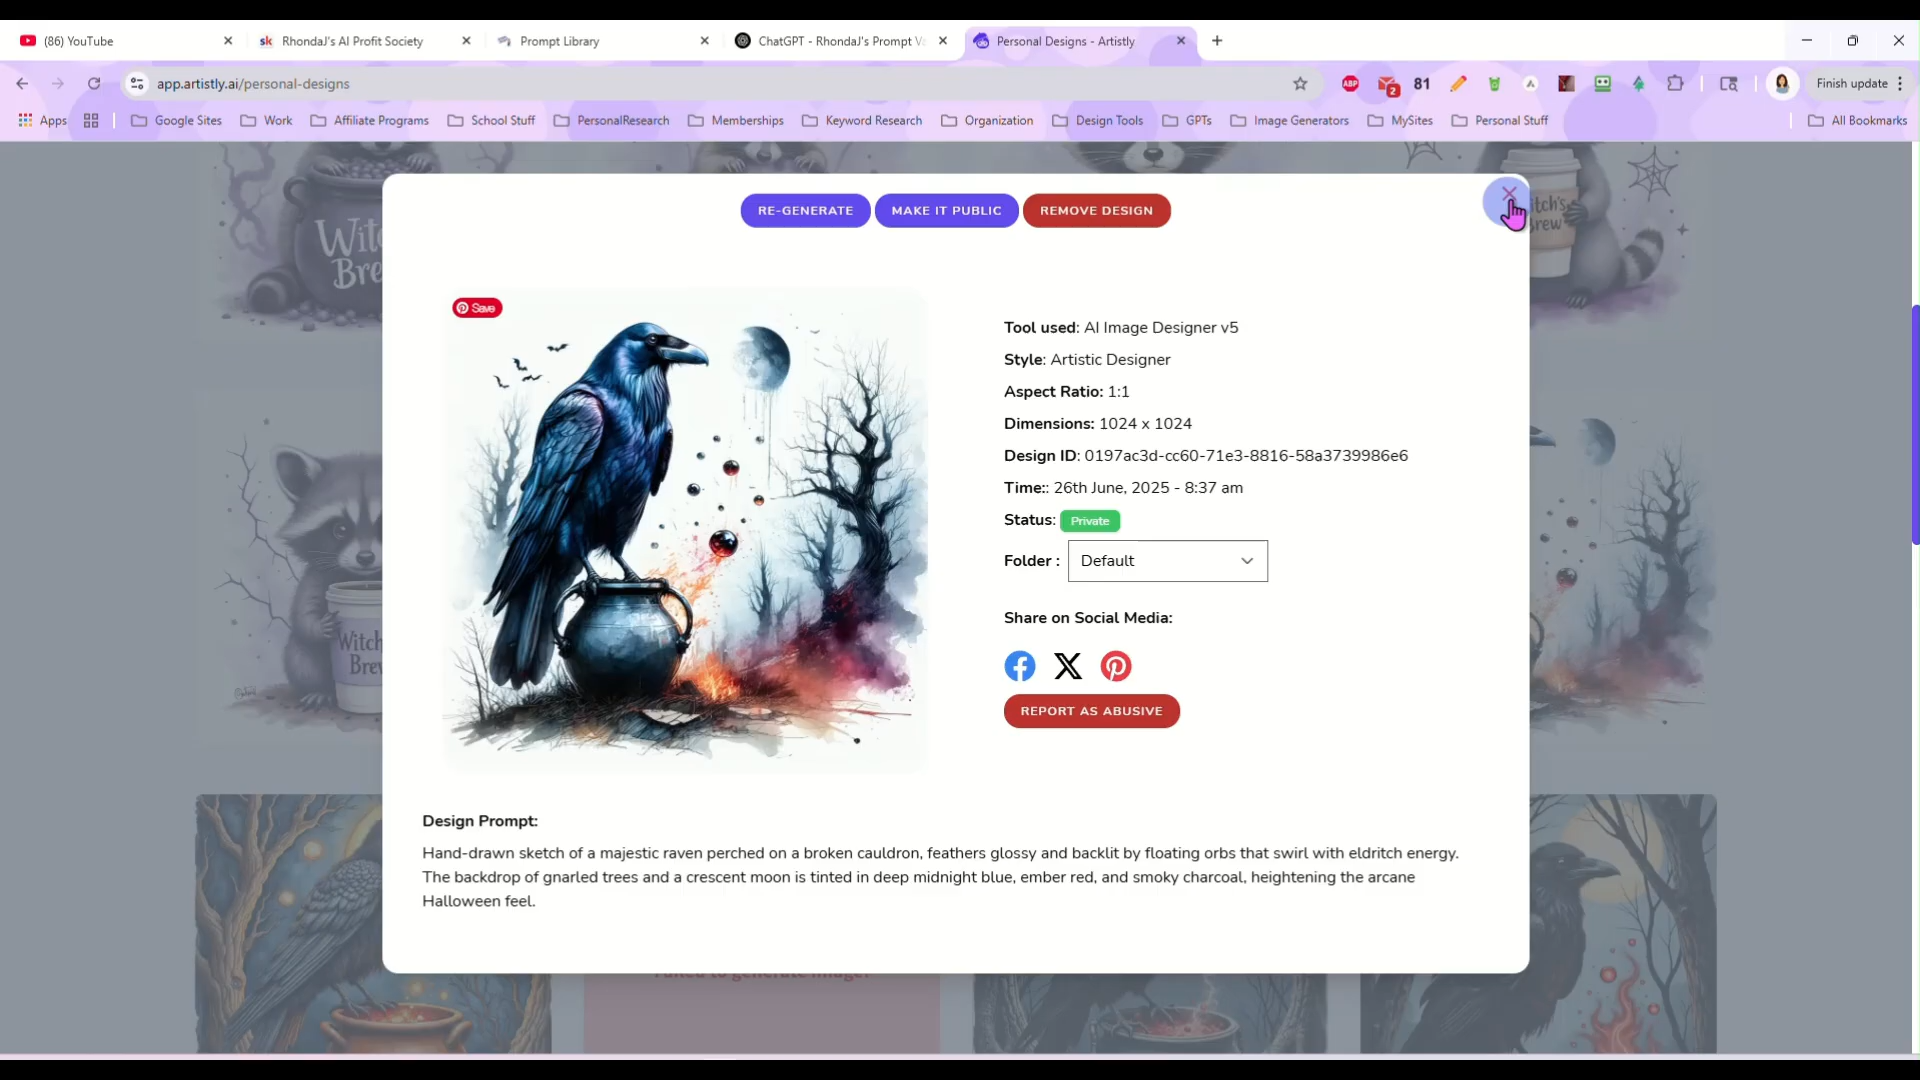 (86) YouTube
sk RhondaJ's AI Profit Society
Prompt Library
ChatGPT - RhondaJ's Prompt Va
Personal Designs - Artistly
app.artistly.ai/personal-designs
ABP
2
81
Finish update
Apps
Google Sites
Work
Affiliate Programs
School Stuff
PersonalResearch
Memberships
Keyword Research
Organization
Design Tools
GPTs
Image Generators
MySites
Personal Stuff
All Bookmarks
RE-GENERATE
MAKE IT PUBLIC
REMOVE DESIGN
Save
Tool used: AI Image Designer v5
Style: Artistic Designer
Aspect Ratio: 1:1
Dimensions: 1024 x 1024
Design ID: 0197ac3d-cc60-71e3-8816-58a3739986e6
Time:: 26th June, 2025 - 8:37 am
Status: Private
Folder : Default
Share on Social Media:
REPORT AS ABUSIVE
Design Prompt:
Hand-drawn sketch of a majestic raven perched on a broken cauldron, feathers glossy and backlit by floating orbs that swirl with eldritch energy.
The backdrop of gnarled trees and a crescent moon is tinted in deep midnight blue, ember red, and smoky charcoal, heightening the arcane
Halloween feel.
Brew